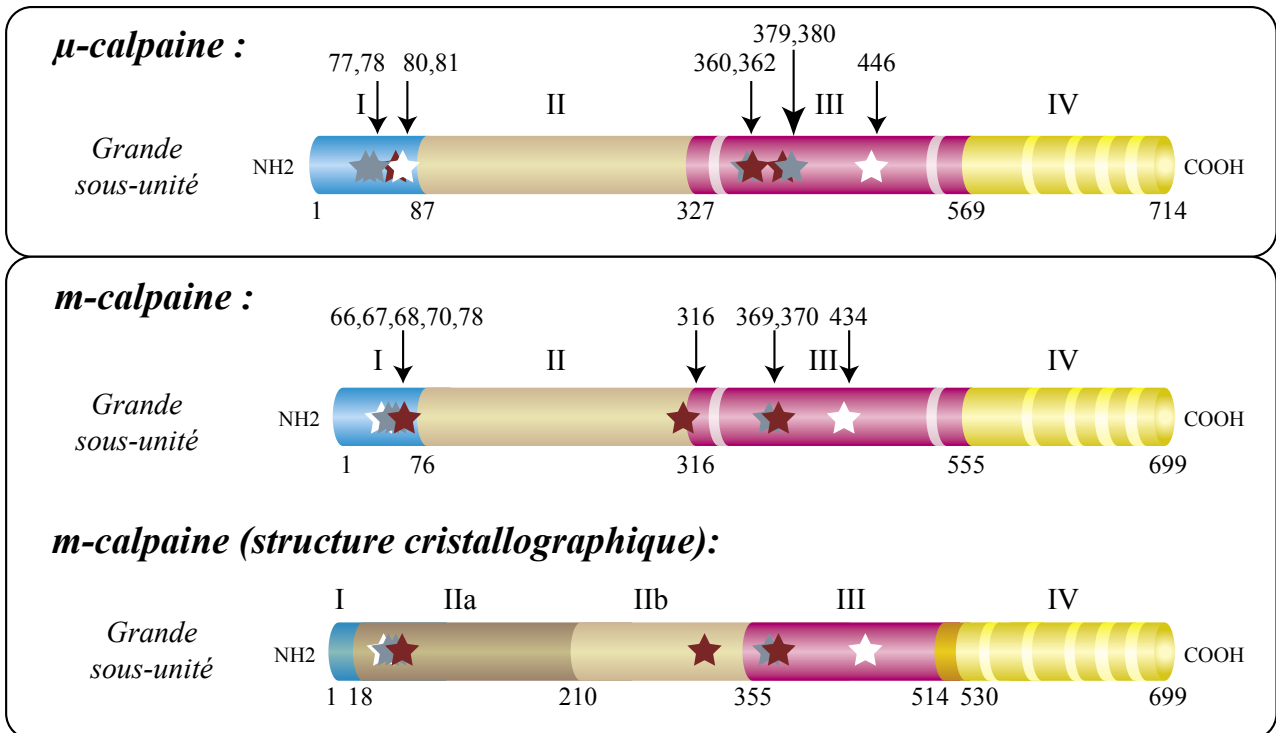 µ-calpaine :
379,380
77,78 80,81 360,362 446
I II III IV
Grande
sous-unité
NH2 COOH
1 87 327 569 714
m-calpaine :
66,67,68,70,78 316 369,370 434
I II III IV
Grande
sous-unité
NH2 COOH
1 76 316 555 699
m-calpaine (structure cristallographique):
I IIa IIb III IV
Grande
sous-unité
NH2 COOH
1 18 210 355 514 530 699